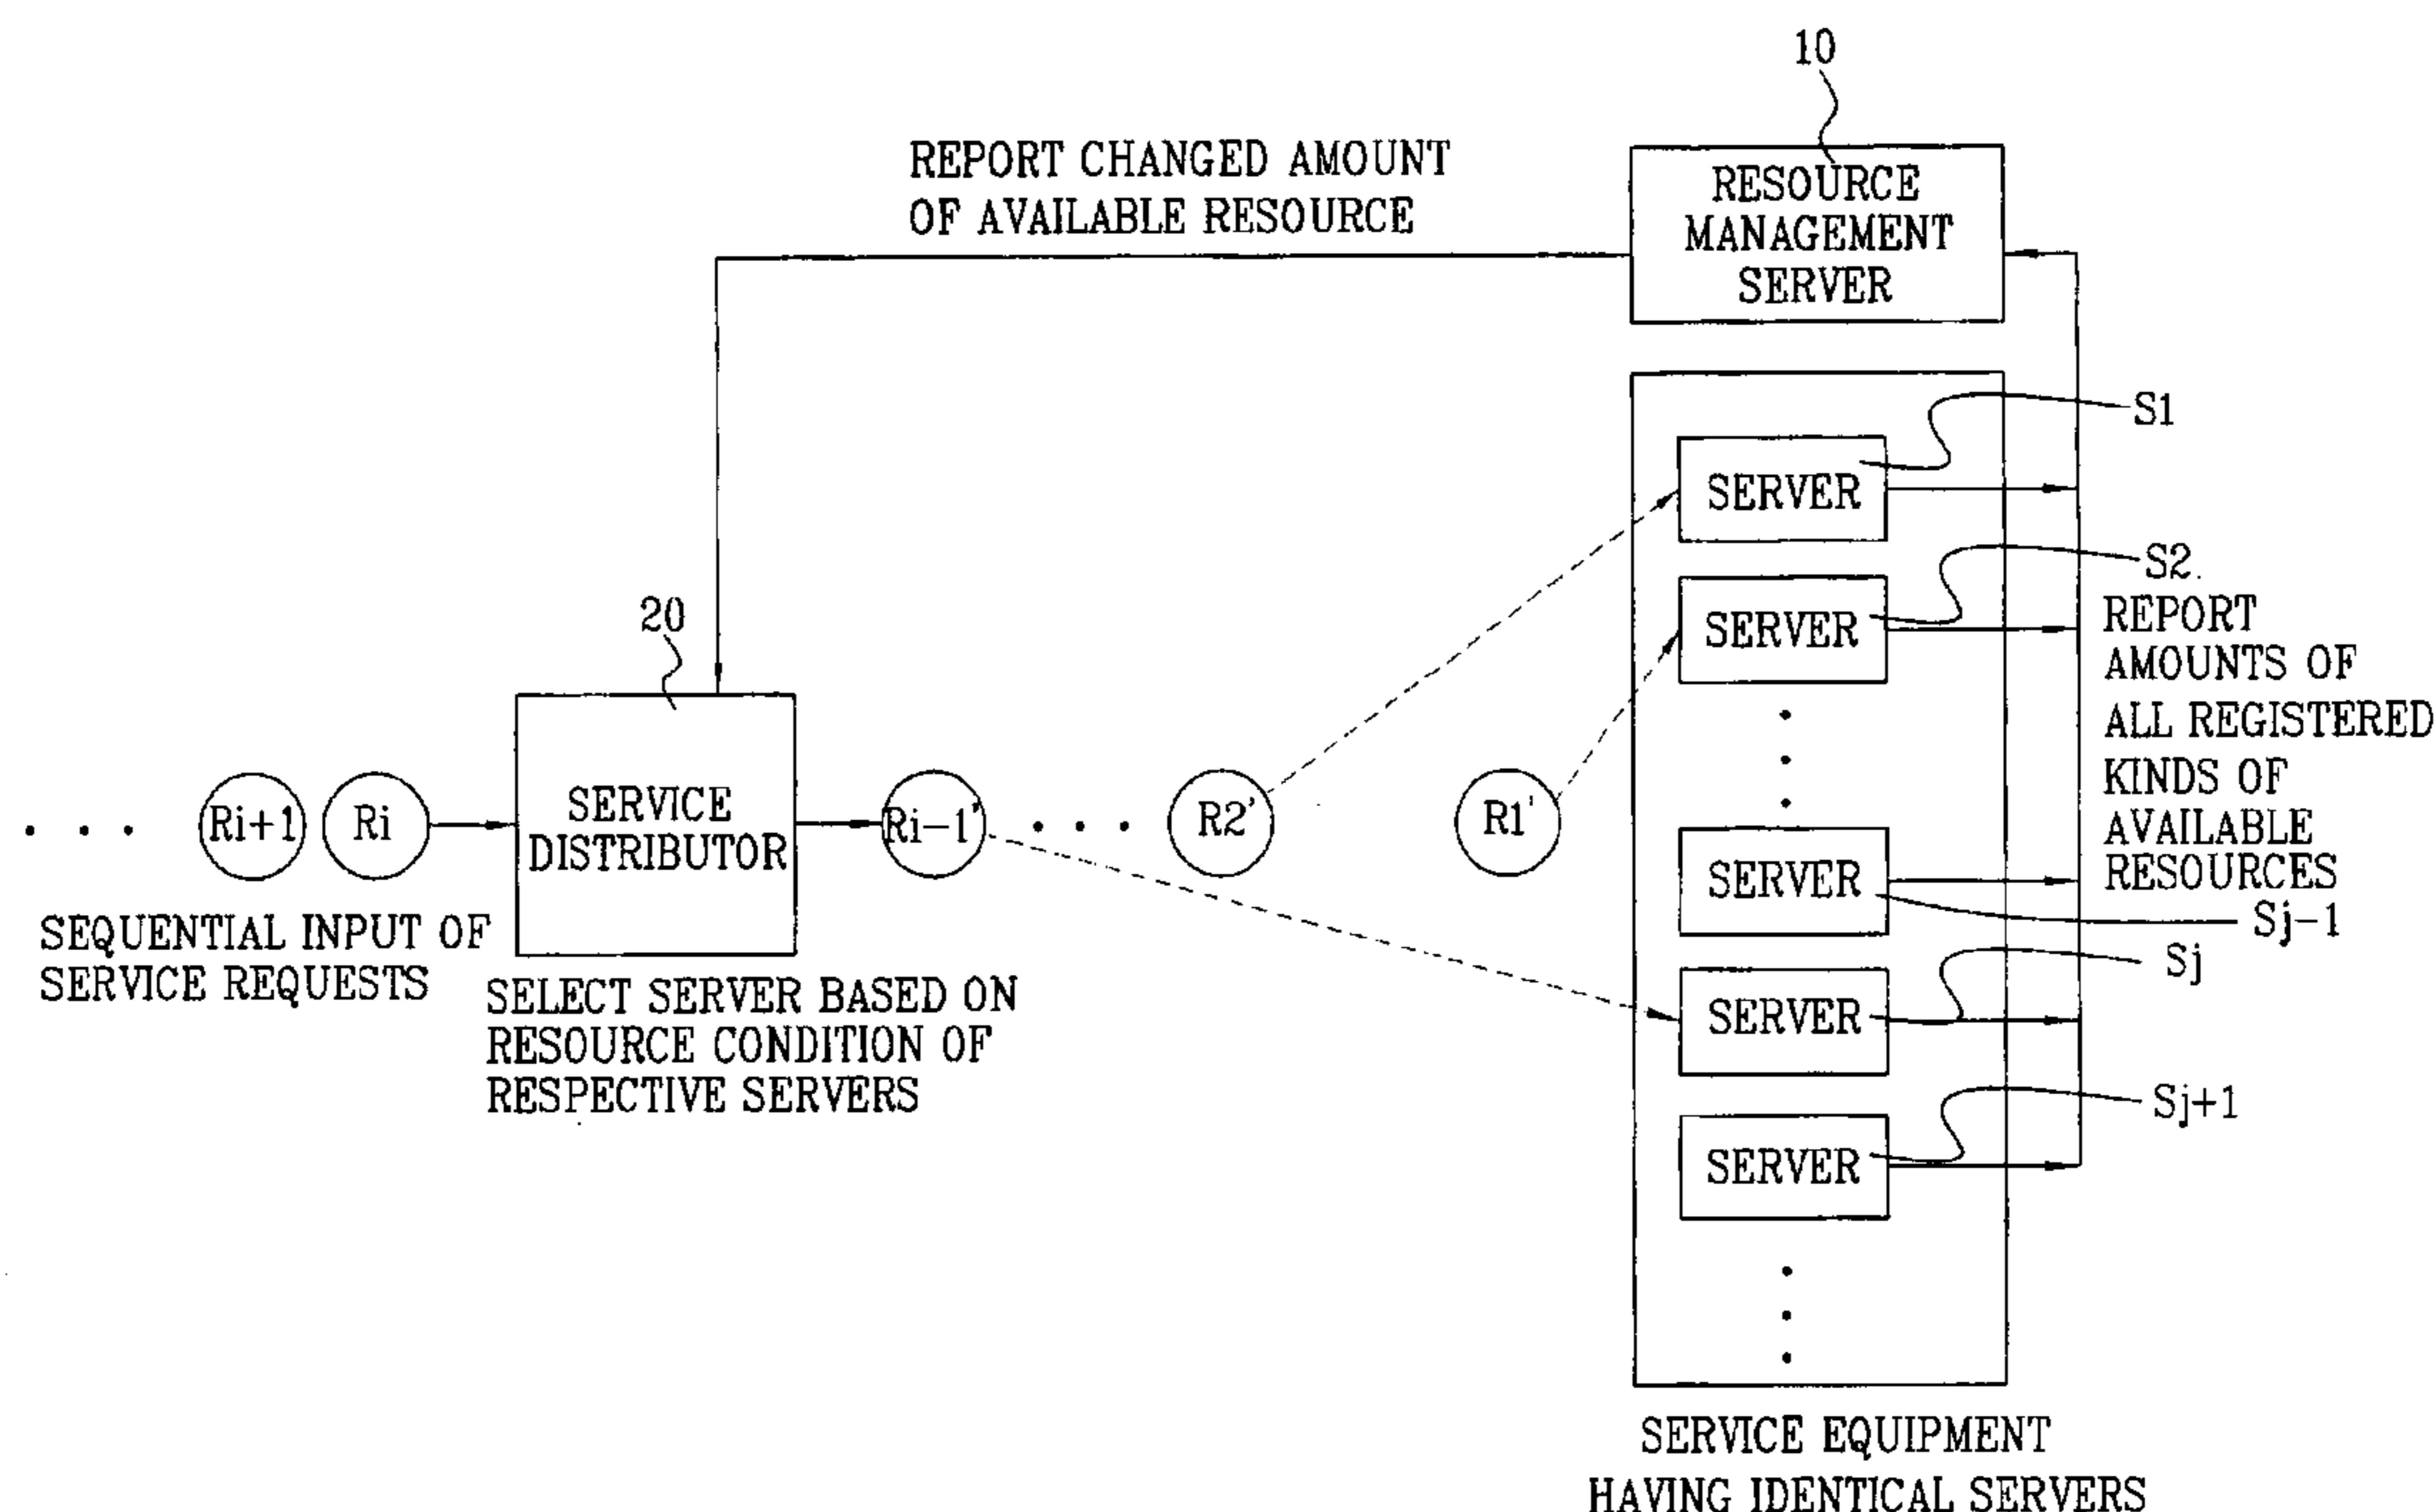 10
REPORT CHANGED AMOUNT
OF AVAILABLE RESOURCE
RESOURCE
MANAGEMENT
SERVER
S1
SERVER
S2
SERVER
REPORT
AMOUNTS OF
ALL REGISTERED
KINDS OF
AVAILABLE
RESOURCES
20
. . .
Ri+1
Ri
SERVICE
DISTRIBUTOR
Ri-1'
. . .
R2'
R1'
SERVER
Sj-1
SEQUENTIAL INPUT OF
SERVICE REQUESTS
SELECT SERVER BASED ON
RESOURCE CONDITION OF
RESPECTIVE SERVERS
Sj
SERVER
Sj+1
SERVER
SERVICE EQUIPMENT
HAVING IDENTICAL SERVERS